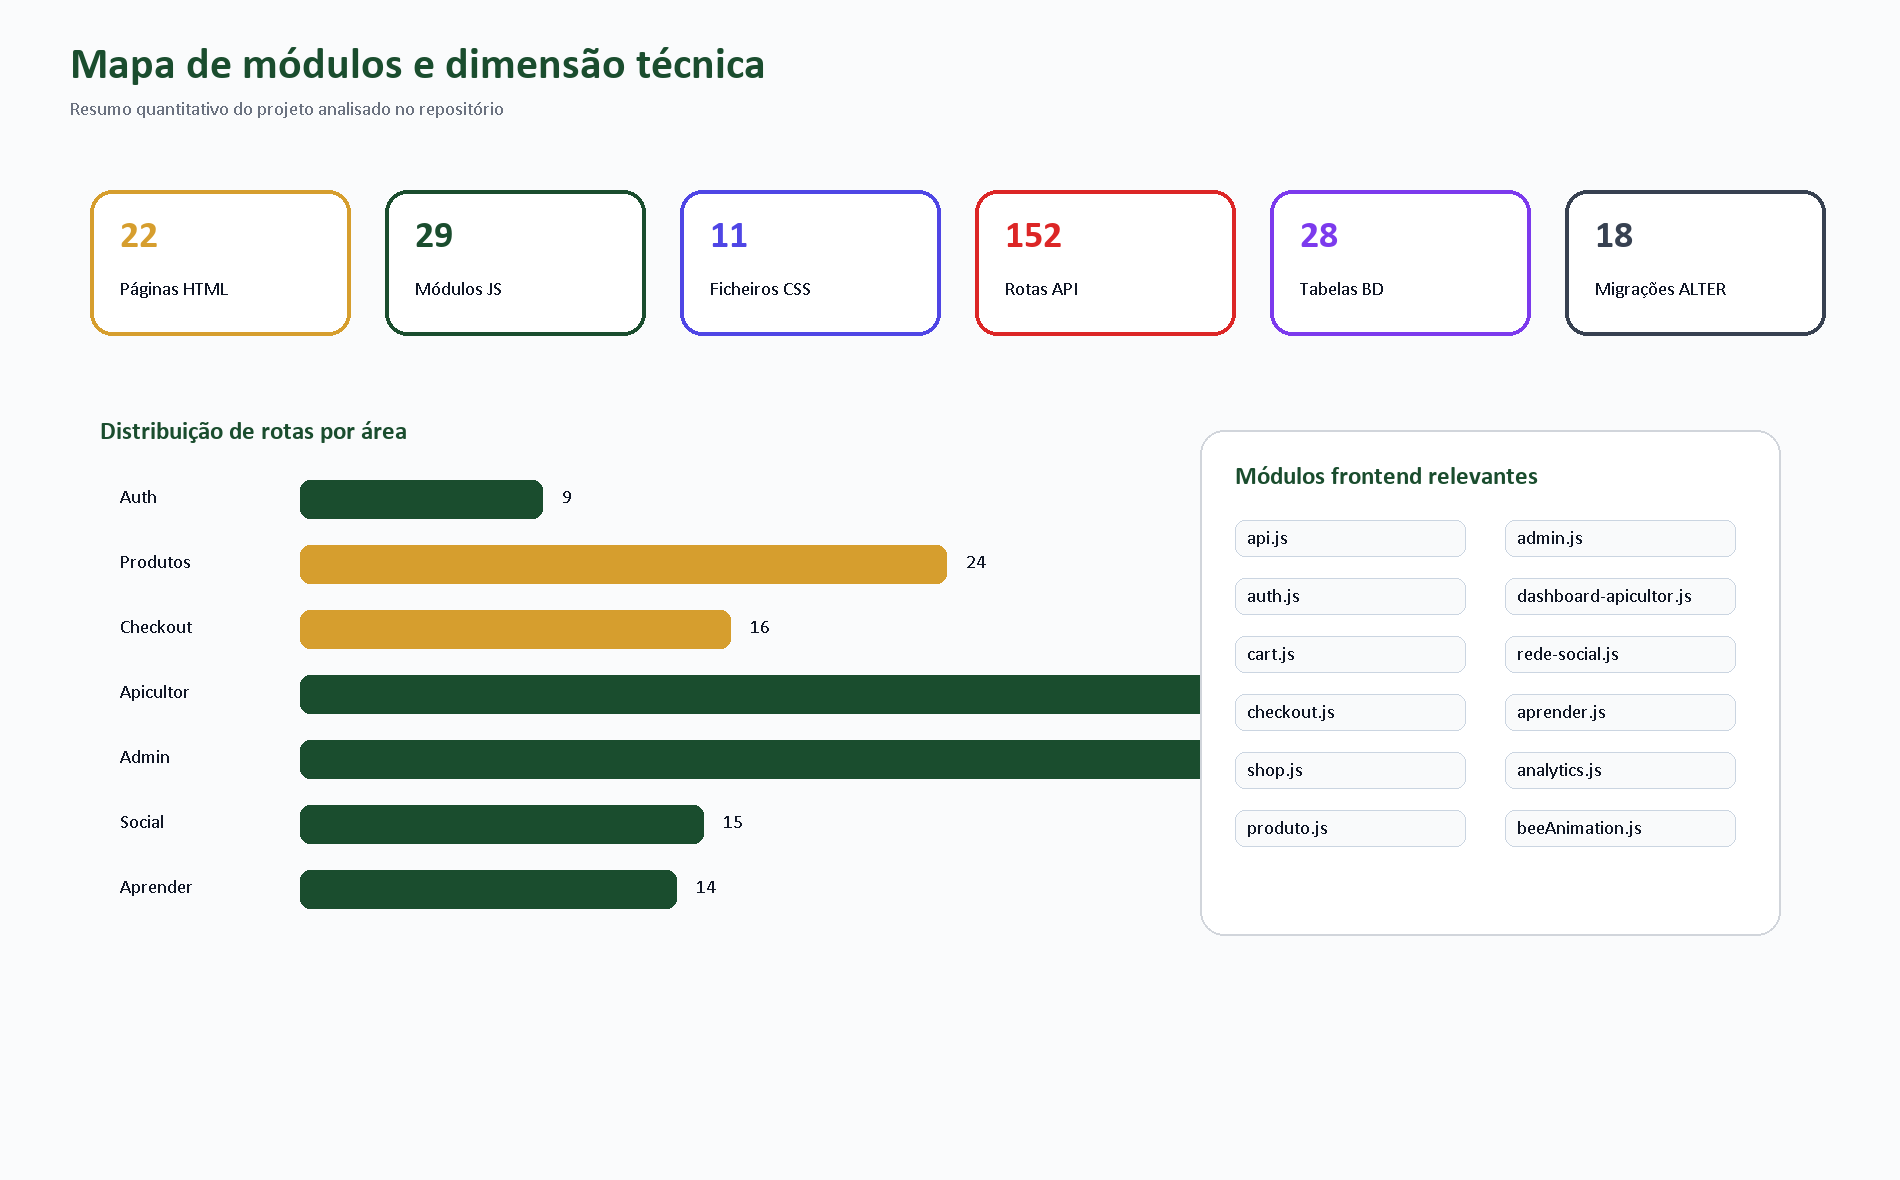 Mapa de módulos e dimensão técnica
Resumo quantitativo do projeto analisado no repositório
22
Páginas HTML
29
Módulos JS
11
Ficheiros CSS
152
Rotas API
28
Tabelas BD
18
Migrações ALTER
Distribuição de rotas por área
Auth 9
Produtos 24
Checkout 16
Apicultor
Admin
Social 15
Aprender 14
Módulos frontend relevantes
api.js
admin.js
auth.js
dashboard-apicultor.js
cart.js
rede-social.js
checkout.js
aprender.js
shop.js
analytics.js
produto.js
beeAnimation.js